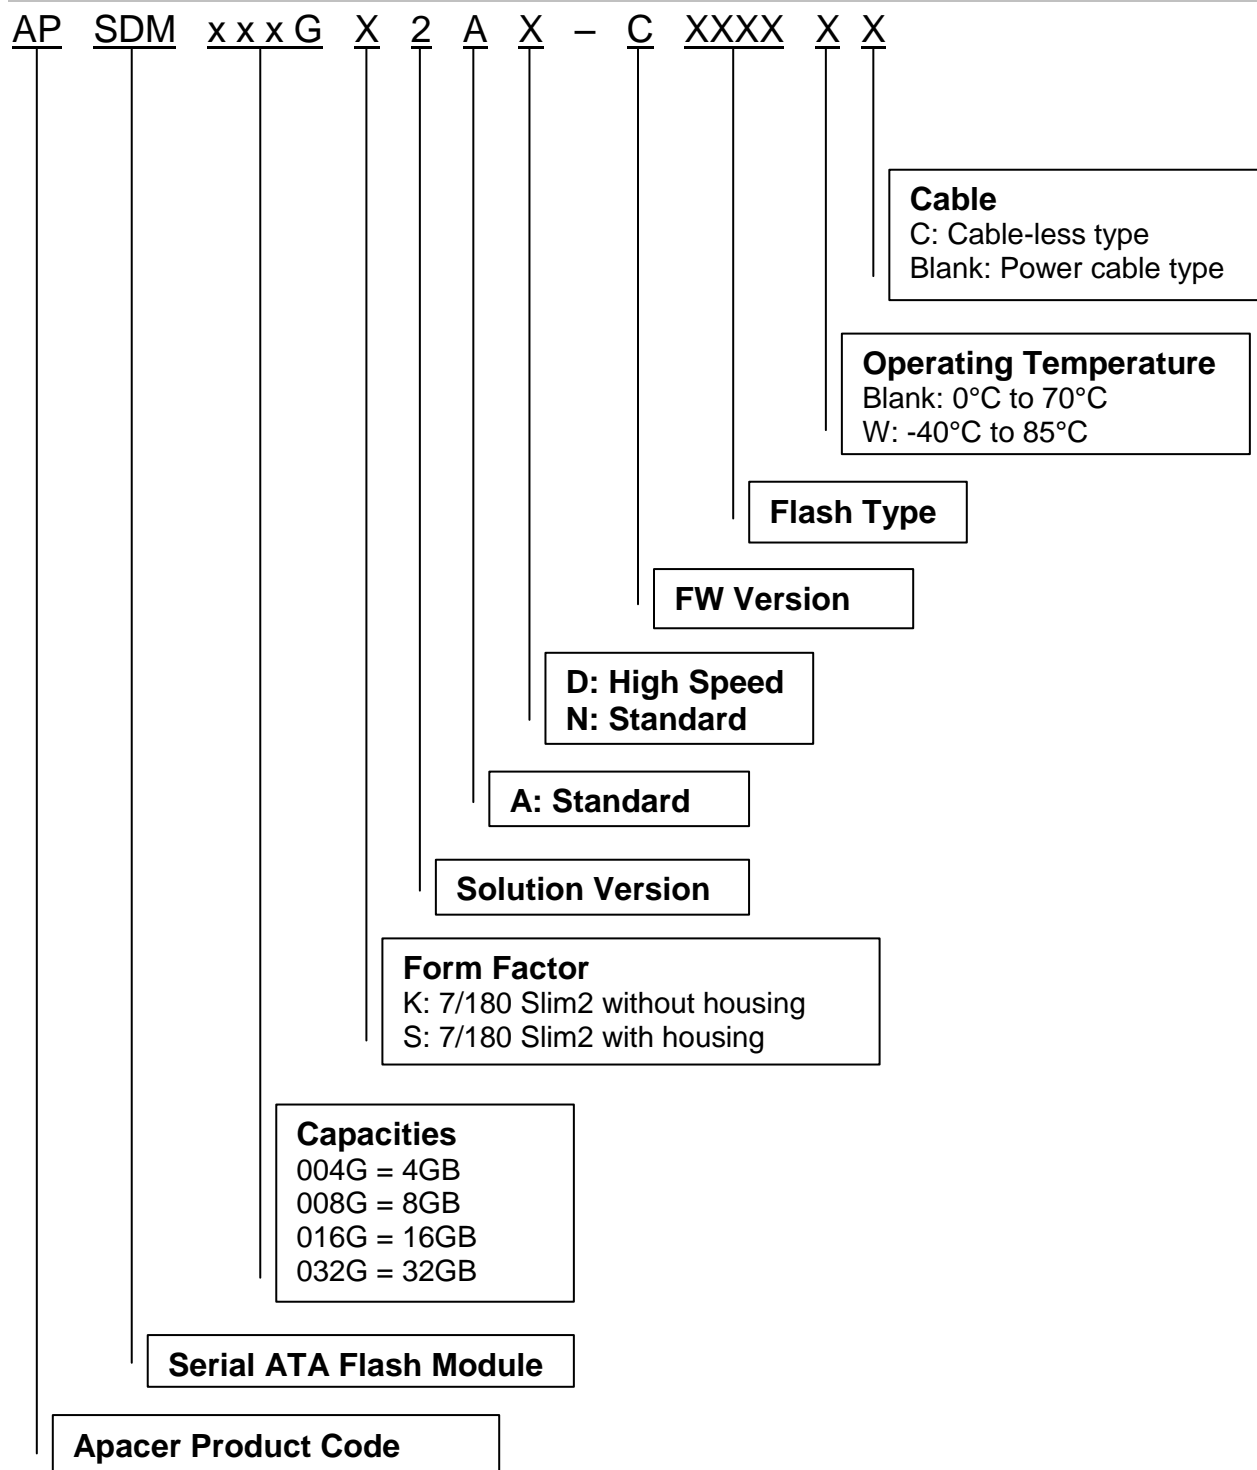 AP SDM x x x G X 2 A X – C XXXX X X
Cable
C: Cable-less type
Blank: Power cable type
Operating Temperature
Blank: 0°C to 70°C
W: -40°C to 85°C
Flash Type
FW Version
D: High Speed
N: Standard
A: Standard
Solution Version
Form Factor
K: 7/180 Slim2 without housing
S: 7/180 Slim2 with housing
Capacities
004G = 4GB
008G = 8GB
016G = 16GB
032G = 32GB
Serial ATA Flash Module
Apacer Product Code